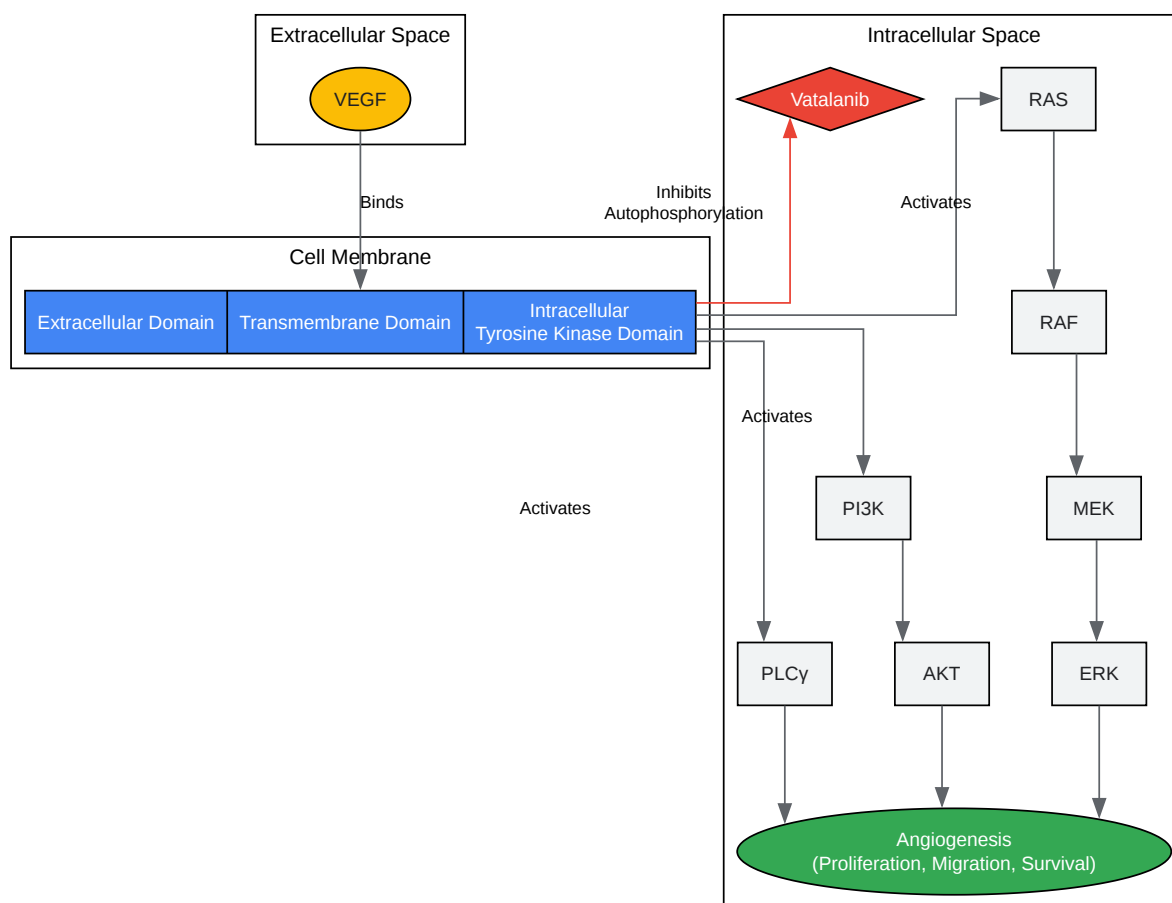 Extracellular Space
Intracellular Space
VEGF
Vatalanib
RAS
Binds
Inhibits
Autophosphorylation
Activates
Cell Membrane
Extracellular Domain
Transmembrane Domain
Intracellular
Tyrosine Kinase Domain
RAF
Activates
Activates
PI3K
MEK
PLCγ
AKT
ERK
Angiogenesis
(Proliferation, Migration, Survival)